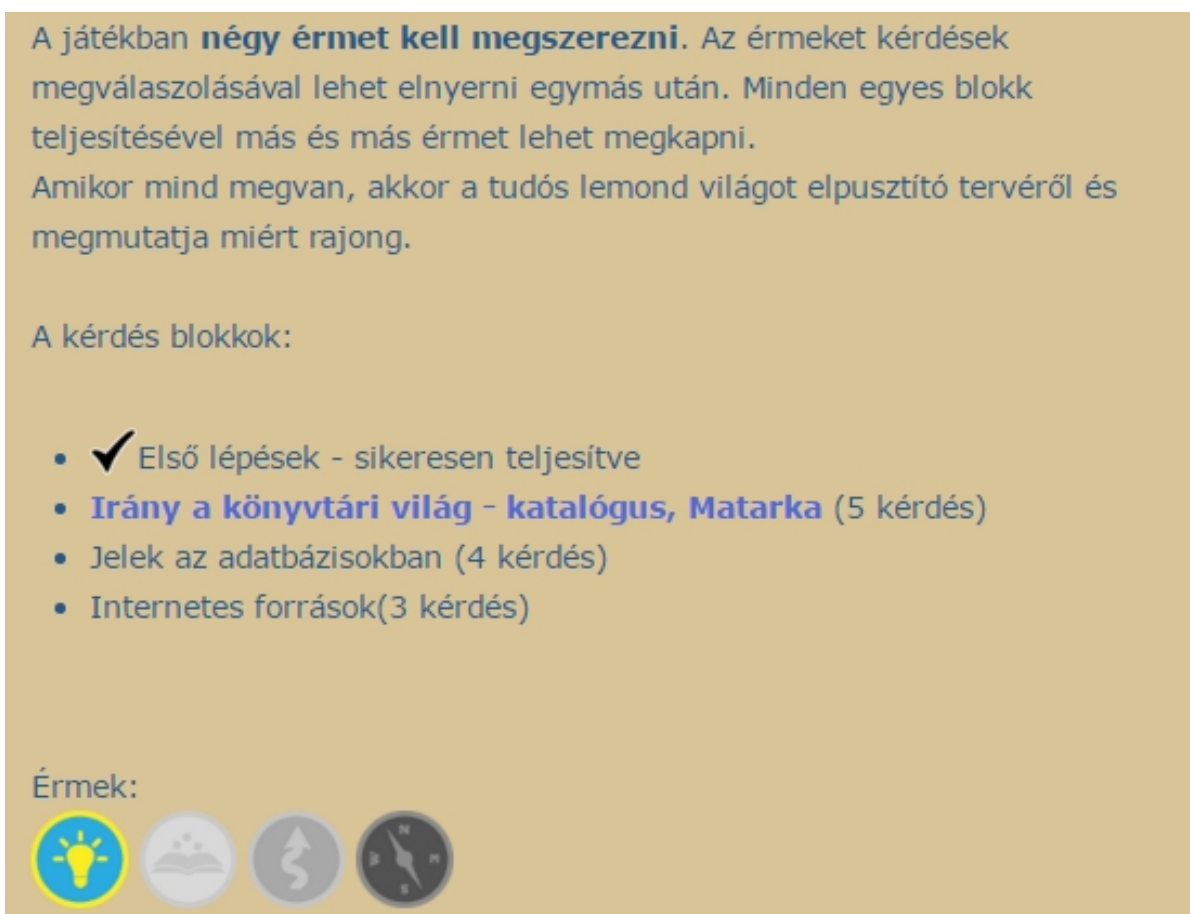 A játékban négy érmet kell megszerezni. Az érmeket kérdések
megválaszolásával lehet elnyerni egymás után. Minden egyes blokk
teljesítésével más és más érmet lehet megkapni.
Amikor mind megvan, akkor a tudós lemond világot elpusztító tervéről és
megmutatja miért rajong.
A kérdés blokkok:
Első lépések - sikeresen teljesítve
Irány a könyvtári világ - katalógus, Matarka (5 kérdés)
Jelek az adatbázisokban (4 kérdés)
Internetes források(3 kérdés)
Érmek:
N
W
S